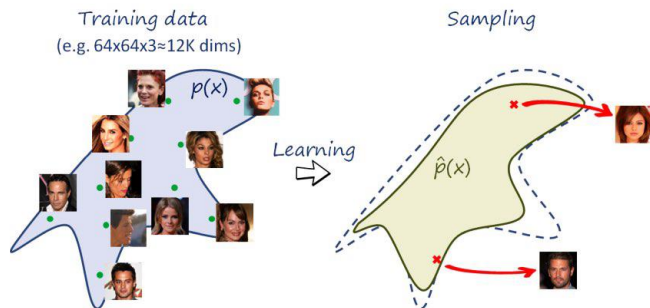 Training data
(e.g. 64x64x3≈12K dims)
p(x)
Learning
Sampling
p̂(x)